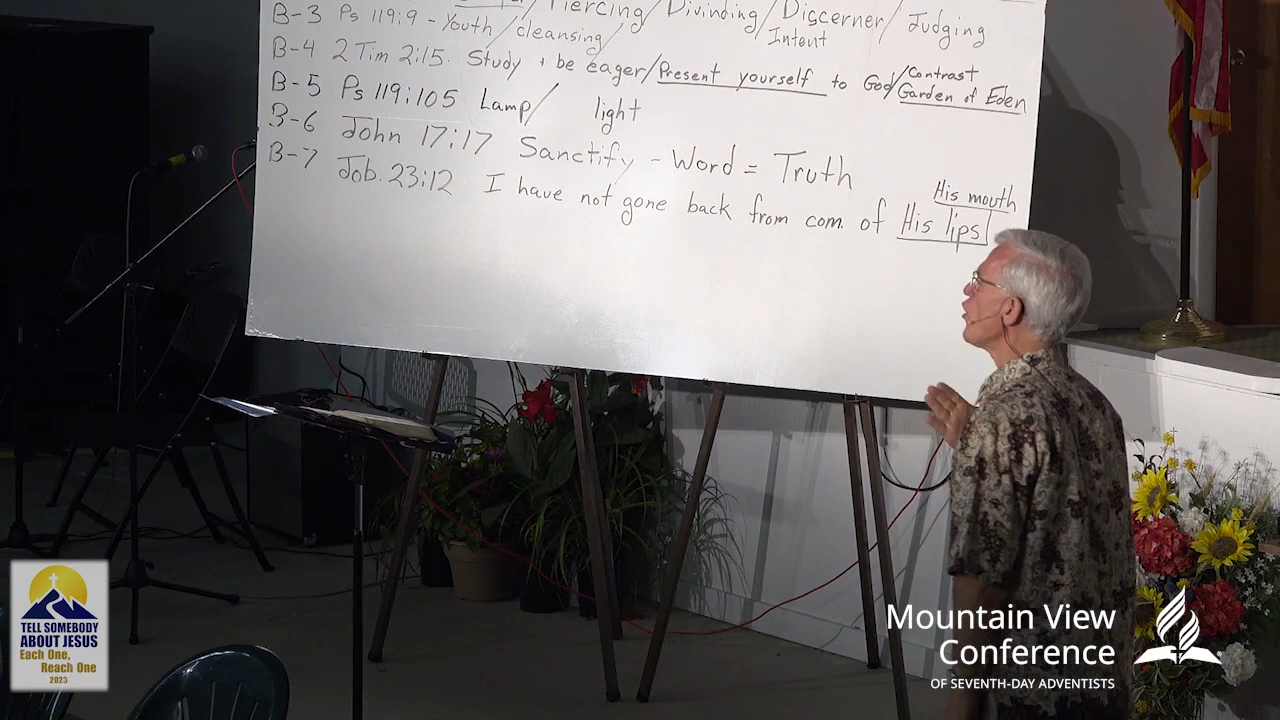 Piercing/Divinding/Discerner/Judging
Intent
B-3 Ps 119:9 - Youth/cleansing/
B-4 2 Tim 2:15. Study + be eager/Present yourself to God/Contrast
Garden of Eden
B-5 Ps 119:105 Lamp/ light
B-6 John 17:17 Sanctify - Word = Truth
His mouth
B-7 Job. 23:12 I have not gone back from com. of His lips
TELL SOMEBODY
ABOUT JESUS
Each One,
Reach One
2023
Mountain View
Conference
OF SEVENTH-DAY ADVENTISTS